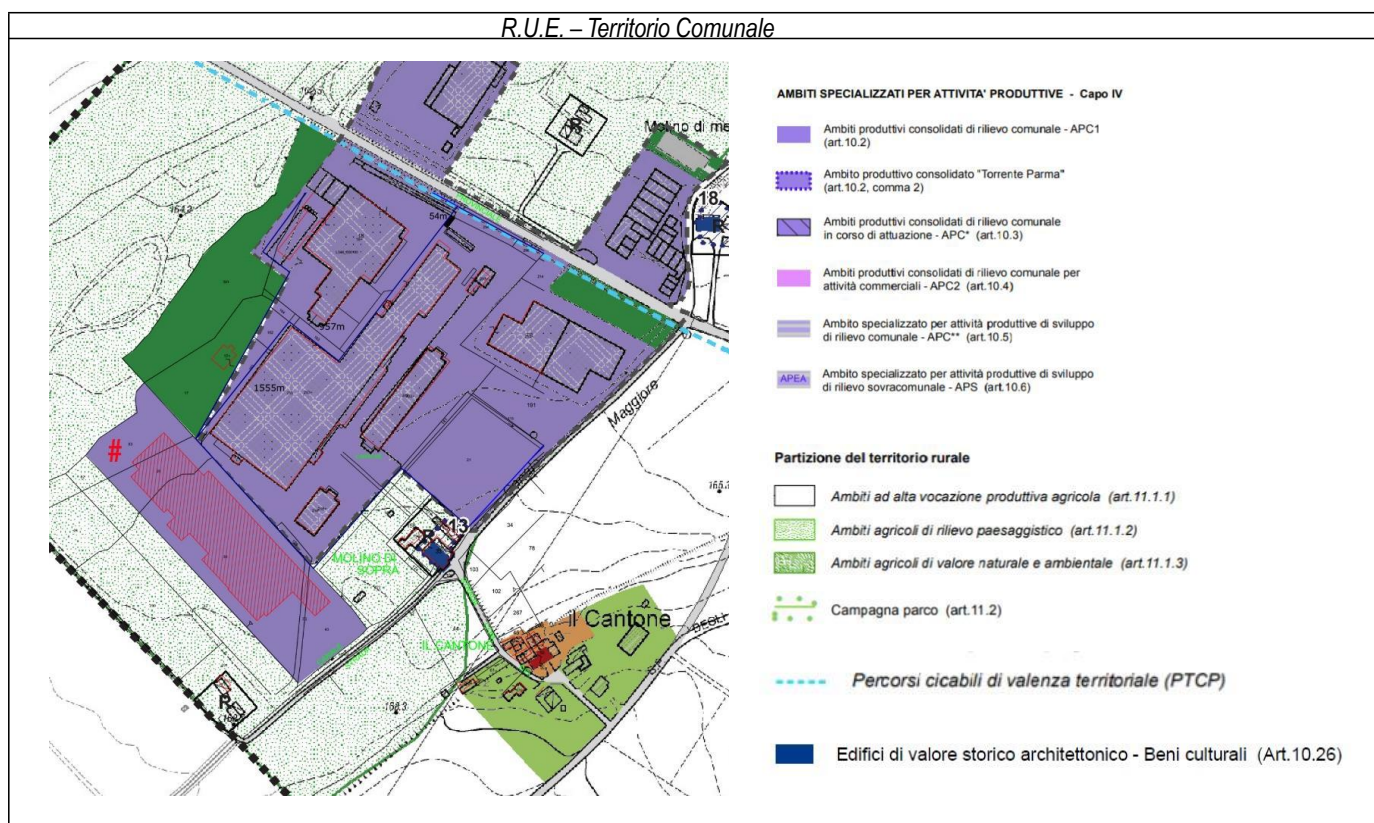 R.U.E. – Territorio Comunale
Molino di me
18
R
54m
957m
1555m
Maggiore
#
13
R
MOLINO DI
SOPRA
Il Cantone
IL CANTONE
R
AMBITI SPECIALIZZATI PER ATTIVITA' PRODUTTIVE - Capo IV
Ambiti produttivi consolidati di rilievo comunale - APC1
(art.10.2)
Ambito produttivo consolidato "Torrente Parma"
(art.10.2, comma 2)
Ambiti produttivi consolidati di rilievo comunale
in corso di attuazione - APC* (art.10.3)
Ambiti produttivi consolidati di rilievo comunale per
attività commerciali - APC2 (art.10.4)
Ambito specializzato per attività produttive di sviluppo
di rilievo comunale - APC** (art.10.5)
APEA
Ambito specializzato per attività produttive di sviluppo
di rilievo sovracomunale - APS (art.10.6)
Partizione del territorio rurale
Ambiti ad alta vocazione produttiva agricola (art.11.1.1)
Ambiti agricoli di rilievo paesaggistico (art.11.1.2)
Ambiti agricoli di valore naturale e ambientale (art.11.1.3)
Campagna parco (art.11.2)
Percorsi cicabili di valenza territoriale (PTCP)
Edifici di valore storico architettonico - Beni culturali (Art.10.26)